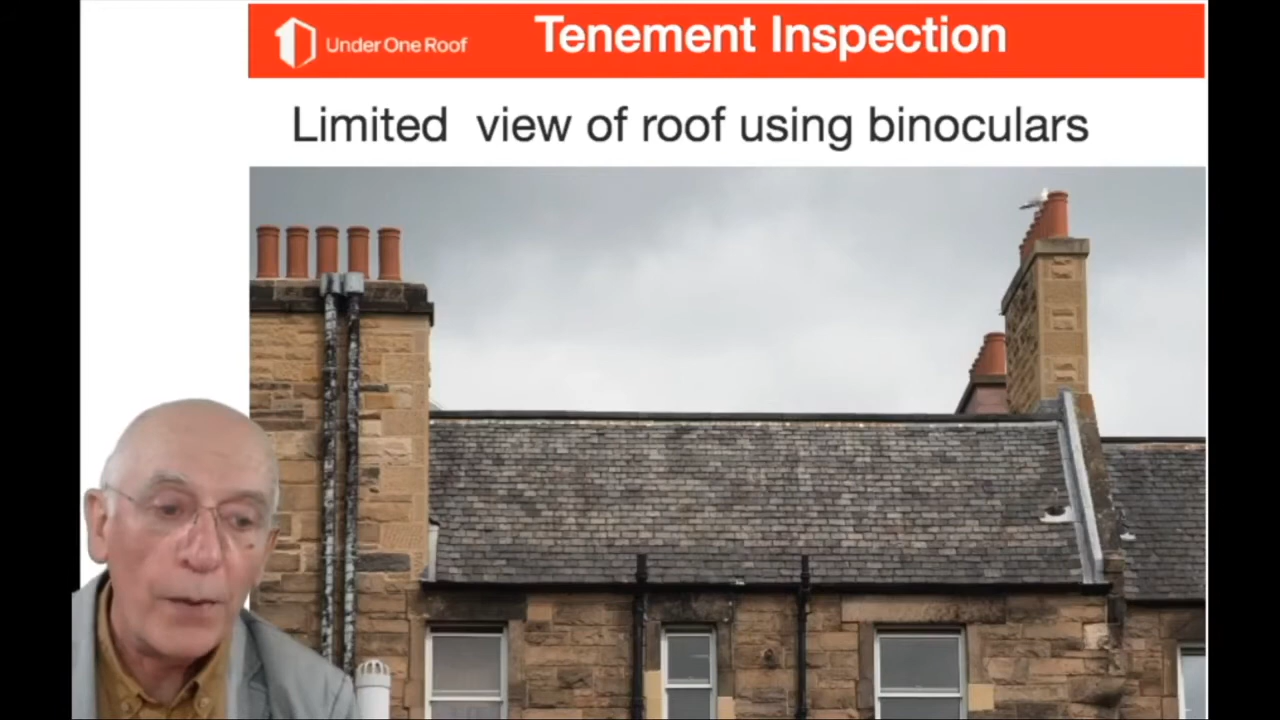 Under One Roof
Tenement Inspection
Limited view of roof using binoculars